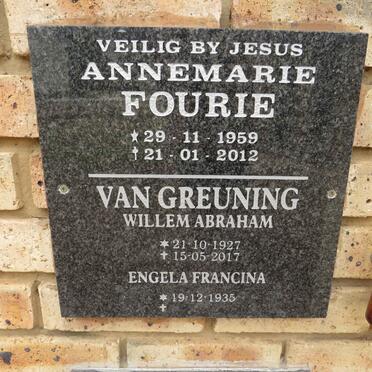 VEILIG BY JESUS
ANNEMARIE
FOURIE
* 29 - 11 - 1959
† 21 - 01 - 2012
VAN GREUNING
WILLEM ABRAHAM
* 21-10-1927
† 15-05-2017
ENGELA FRANCINA
* 19-12-1935
†